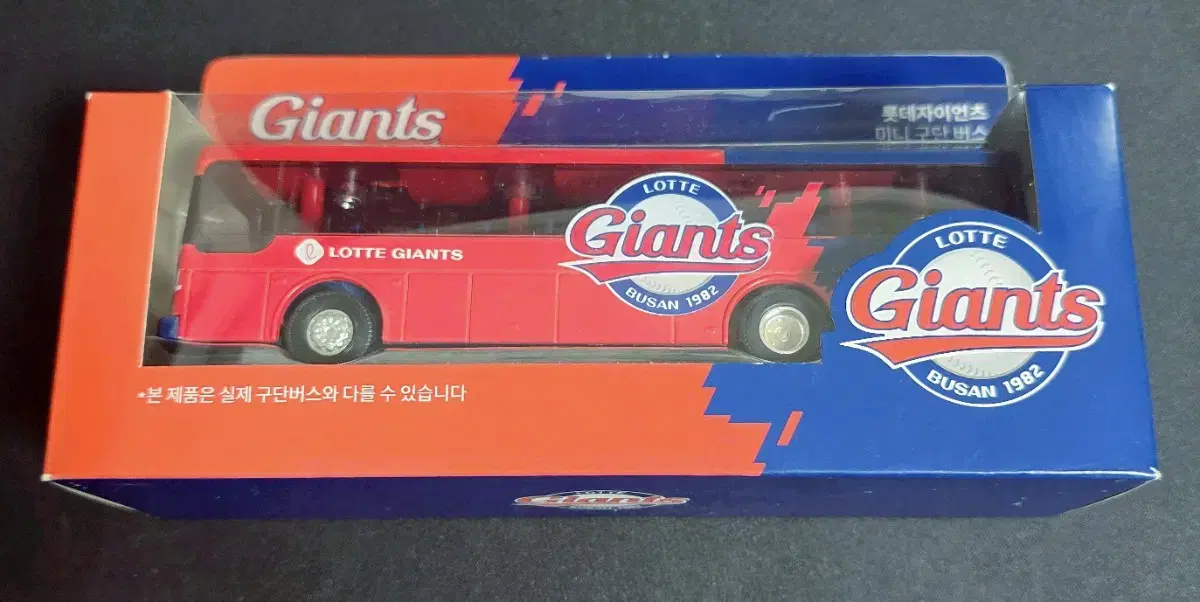 Giants
롯데자이언츠
미니 구단 버스
LOTTE GIANTS
LOTTE
Giants
BUSAN 1982
LOTTE
Giants
BUSAN 1982
*본 제품은 실제 구단버스와 다를 수 있습니다
Giants